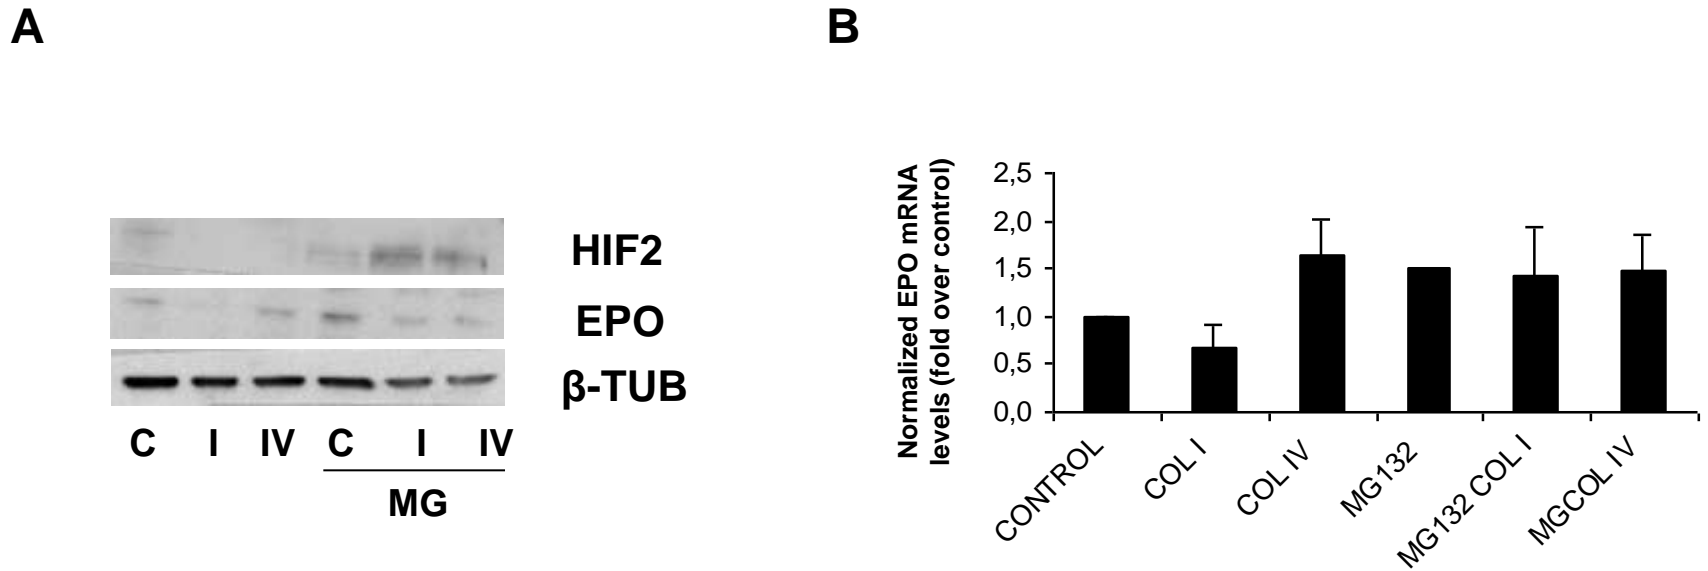 A
HIF2
EPO
β-TUB
C I IV C I IV
MG
B
Normalized EPO mRNA
levels (fold over control)
2,5
2,0
1,5
1,0
0,5
0,0
CONTROL
COL I
COL IV
MG132
MG132 COL I
MGCOL IV